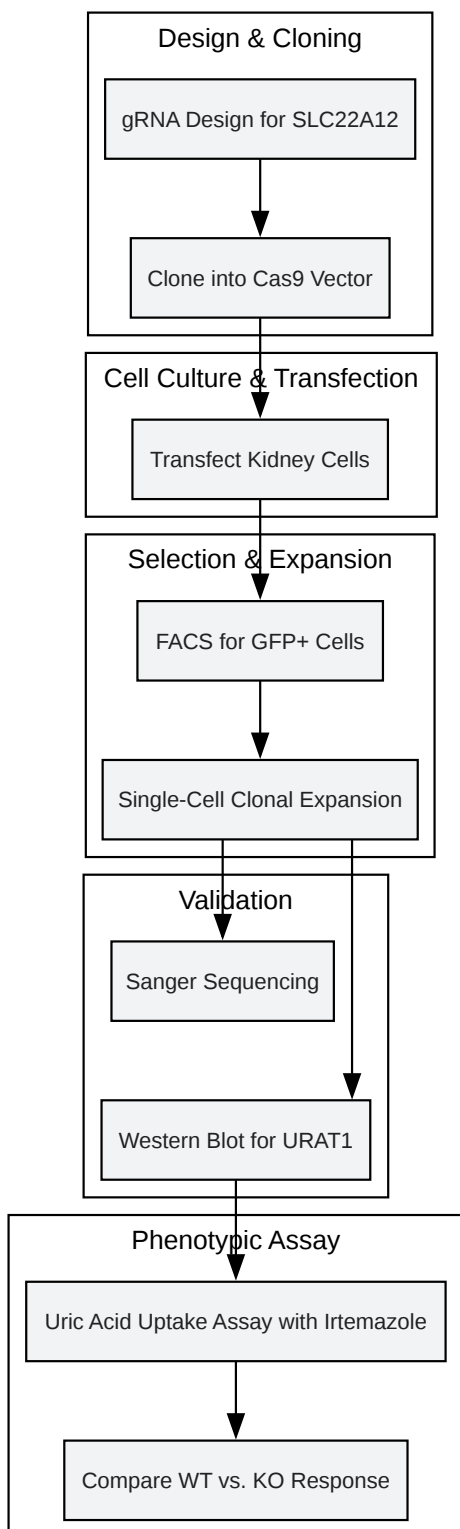 Design & Cloning
gRNA Design for SLC22A12
Clone into Cas9 Vector
Cell Culture & Transfection
Transfect Kidney Cells
Selection & Expansion
FACS for GFP+ Cells
Single-Cell Clonal Expansion
Validation
Sanger Sequencing
Western Blot for URAT1
Phenotypic Assay
Uric Acid Uptake Assay with Irtemazole
Compare WT vs. KO Response